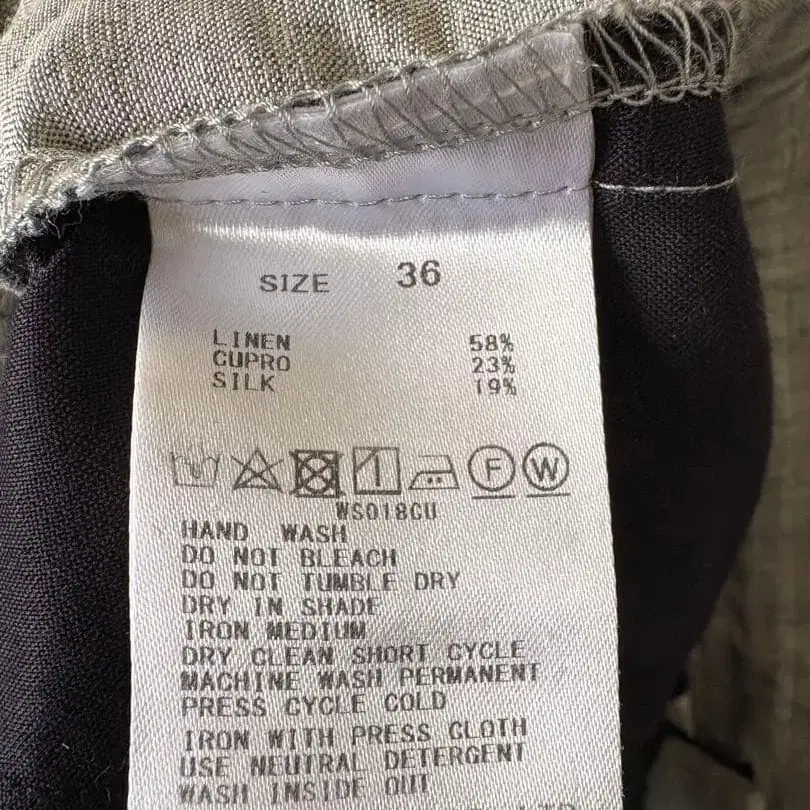 SIZE 36
LINEN 58%
CUPRO 23%
SILK 19%
F W
WS018CU
HAND WASH
DO NOT BLEACH
DO NOT TUMBLE DRY
DRY IN SHADE
IRON MEDIUM
DRY CLEAN SHORT CYCLE
MACHINE WASH PERMANENT
PRESS CYCLE COLD
IRON WITH PRESS CLOTH
USE NEUTRAL DETERGENT
WASH INSIDE OUT